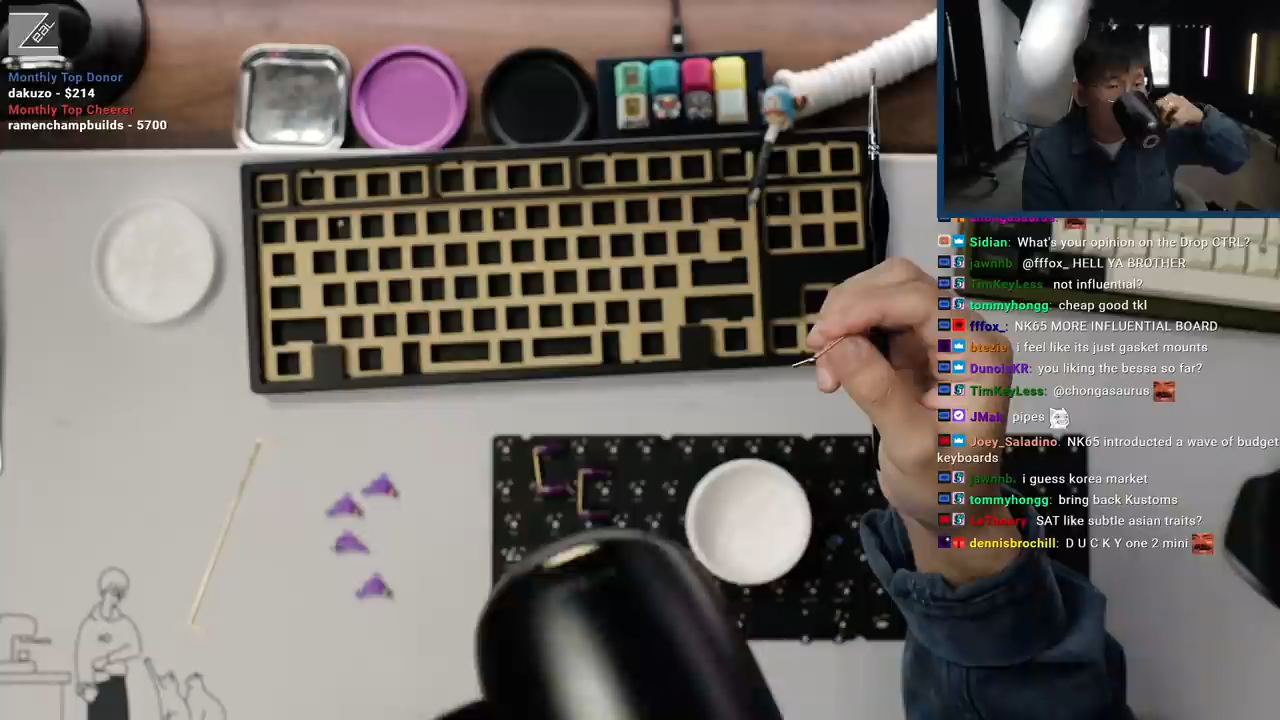 Zeal
Monthly Top Donor
dakuzo - $214
Monthly Top Cheerer
ramenchampbuilds - 5700
chongasaurus:
Sidian: What's your opinion on the Drop CTRL?
jawnhb: @fffox_ HELL YA BROTHER
TimKeyLess: not influential?
tommyhongg: cheap good tkl
fffox_: NK65 MORE INFLUENTIAL BOARD
btezie: i feel like its just gasket mounts
DunoisKR: you liking the bessa so far?
TimKeyLess: @chongasaurus
JMak: pipes
Joey_Saladino: NK65 introducted a wave of budget
keyboards
jawnhb: i guess korea market
tommyhongg: bring back Kustoms
SAT like subtle asian traits?
dennisbrochill: D U C K Y one 2 mini